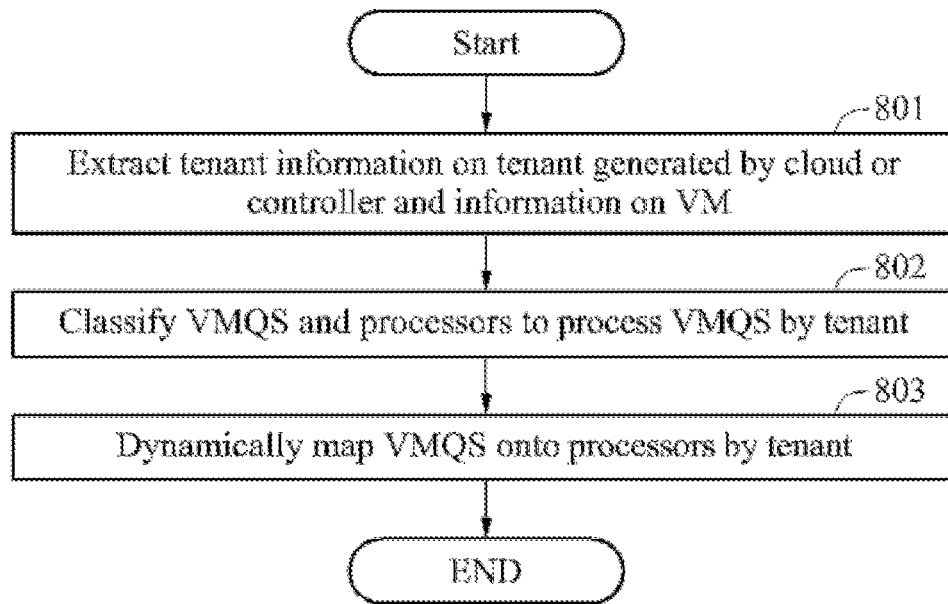 Start
801
Extract tenant information on tenant generated by cloud or
controller and information on VM
802
Classify VMQS and processors to process VMQS by tenant
803
Dynamically map VMQS onto processors by tenant
END